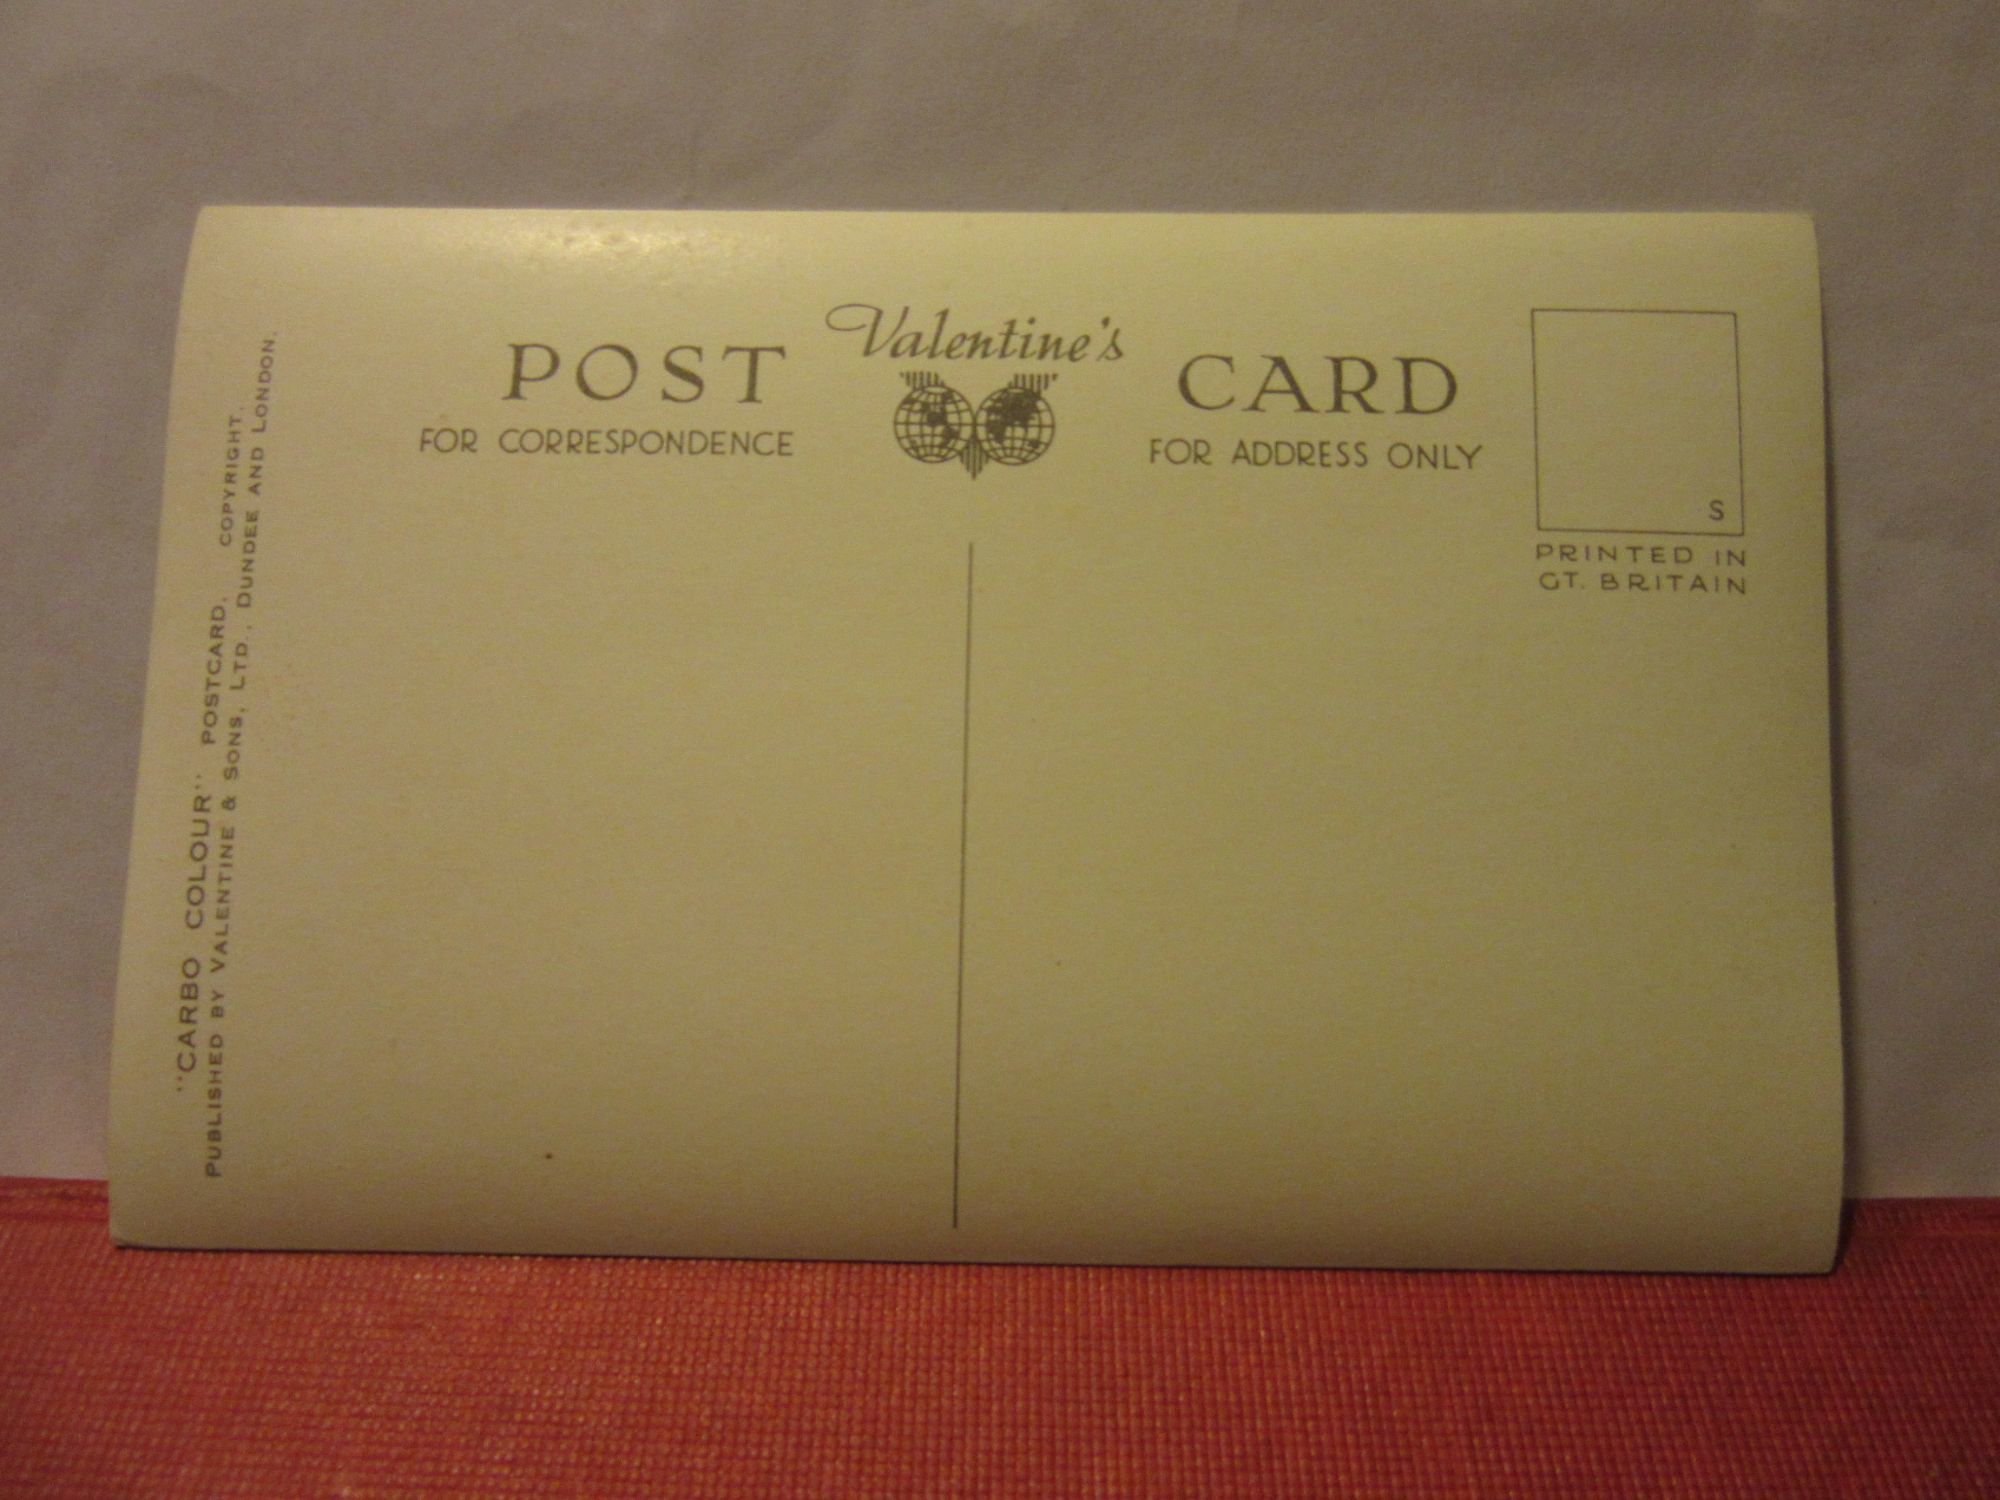 POST Valentine's CARD
FOR CORRESPONDENCE
FOR ADDRESS ONLY
S
PRINTED IN
GT. BRITAIN
"CARBO COLOUR" POSTCARD. COPYRIGHT.
PUBLISHED BY VALENTINE & SONS, LTD., DUNDEE AND LONDON.